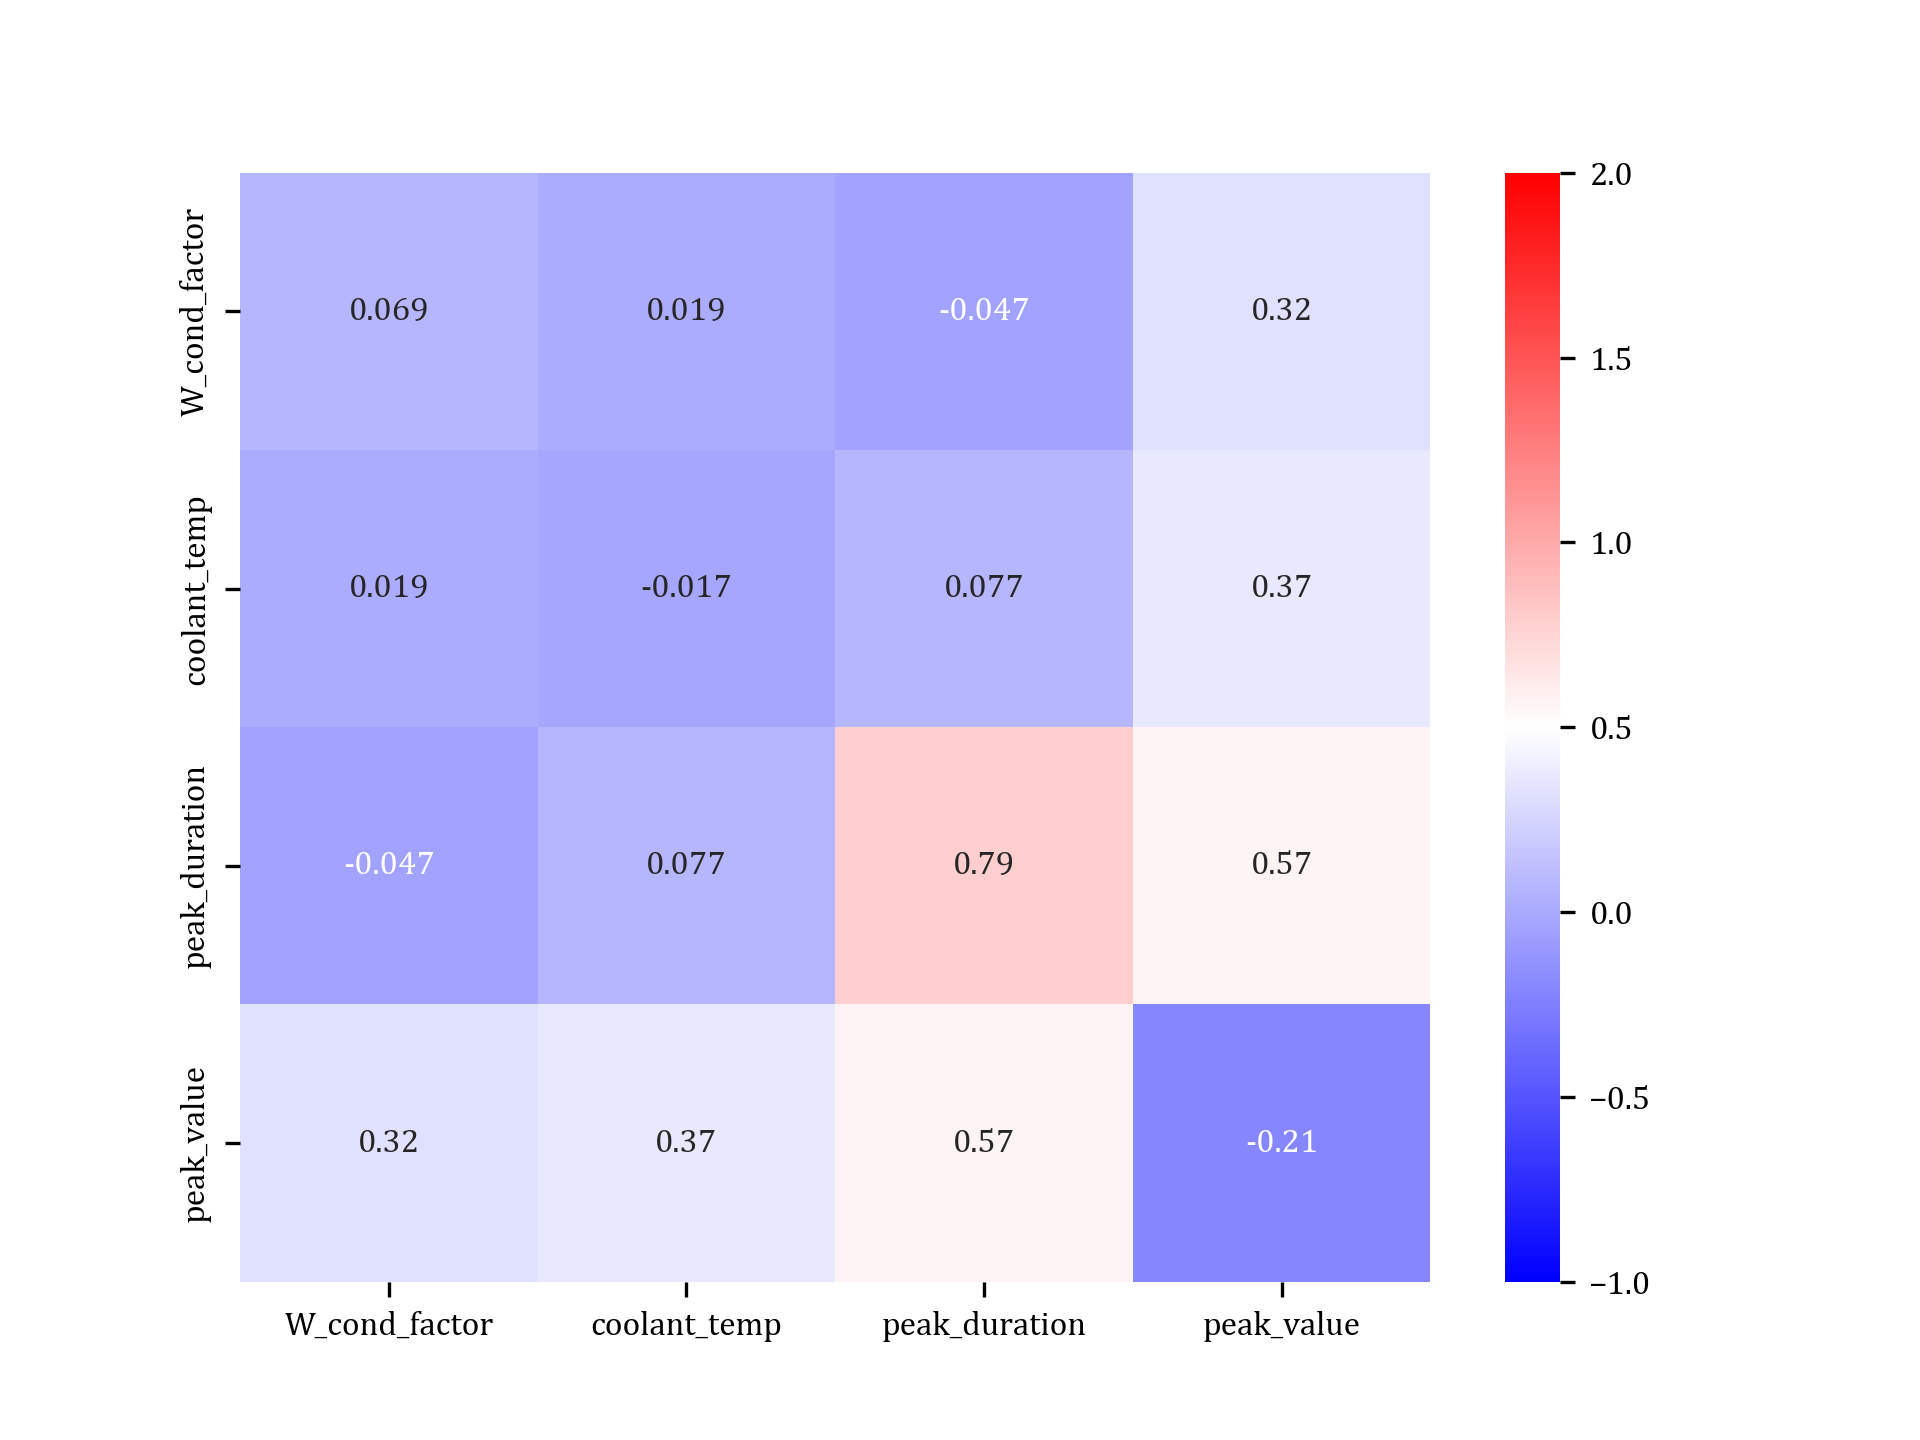 W_cond_factor
0.069 0.019 -0.047 0.32
coolant_temp
0.019 -0.017 0.077 0.37
peak_duration
-0.047 0.077 0.79 0.57
peak_value
0.32 0.37 0.57 -0.21
W_cond_factor coolant_temp peak_duration peak_value
2.0
1.5
1.0
0.5
0.0
−0.5
−1.0